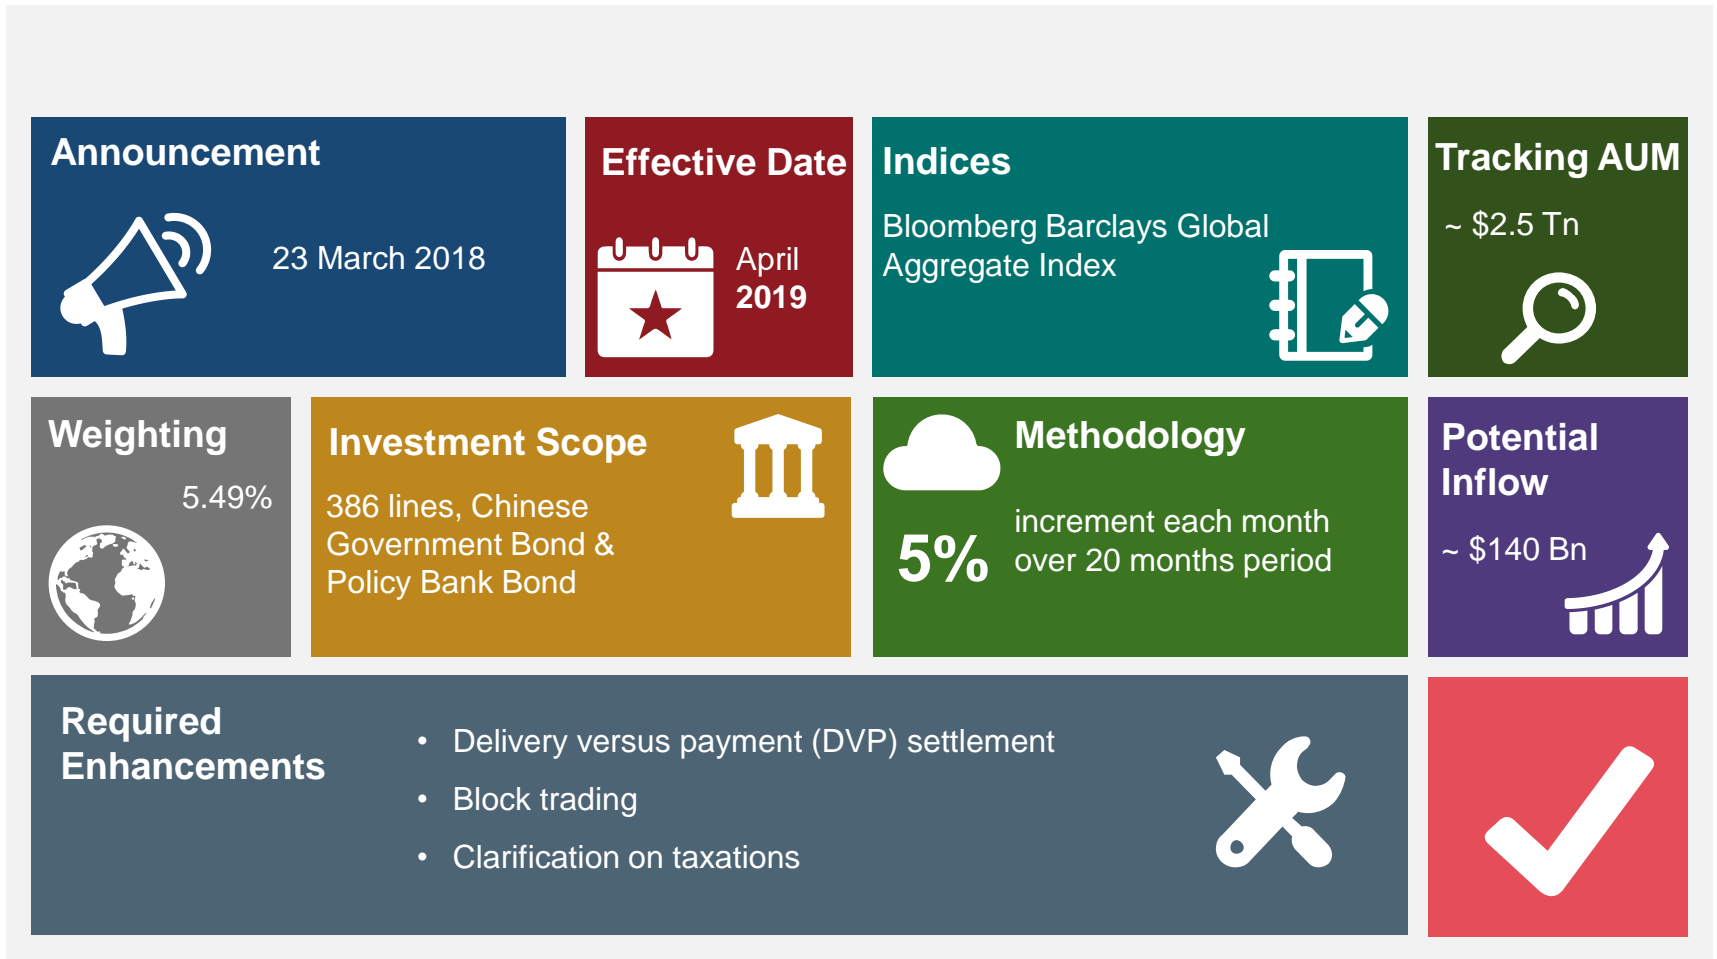 Announcement
23 March 2018
Effective Date
April
2019
Indices
Bloomberg Barclays Global
Aggregate Index
Tracking AUM
~ $2.5 Tn
Weighting
5.49%
Investment Scope
386 lines, Chinese
Government Bond &
Policy Bank Bond
Methodology
5%
increment each month
over 20 months period
Potential
Inflow
~ $140 Bn
Required
Enhancements
• Delivery versus payment (DVP) settlement
• Block trading
• Clarification on taxations